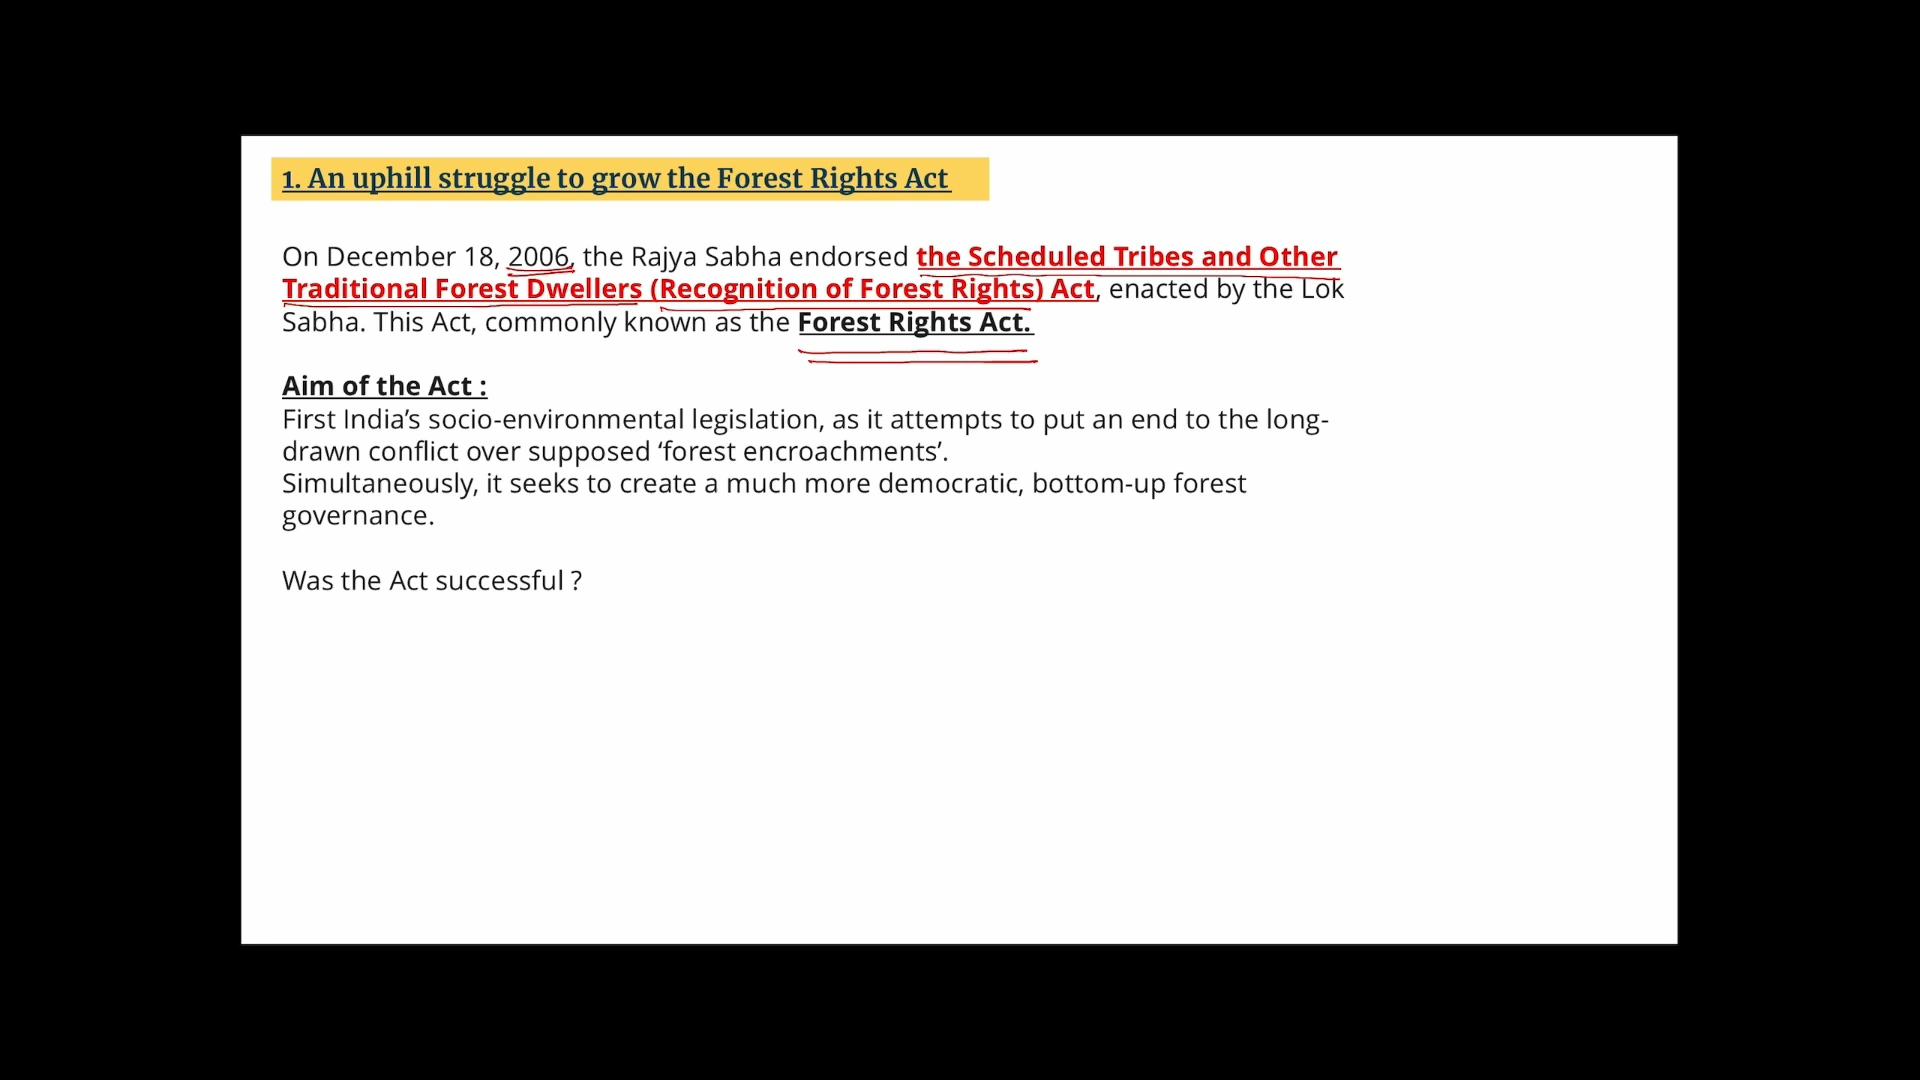 1. An uphill struggle to grow the Forest Rights Act
On December 18, 2006, the Rajya Sabha endorsed the Scheduled Tribes and Other
Traditional Forest Dwellers (Recognition of Forest Rights) Act, enacted by the Lok
Sabha. This Act, commonly known as the Forest Rights Act.
Aim of the Act :
First India’s socio-environmental legislation, as it attempts to put an end to the long-
drawn conflict over supposed ‘forest encroachments’.
Simultaneously, it seeks to create a much more democratic, bottom-up forest
governance.
Was the Act successful ?